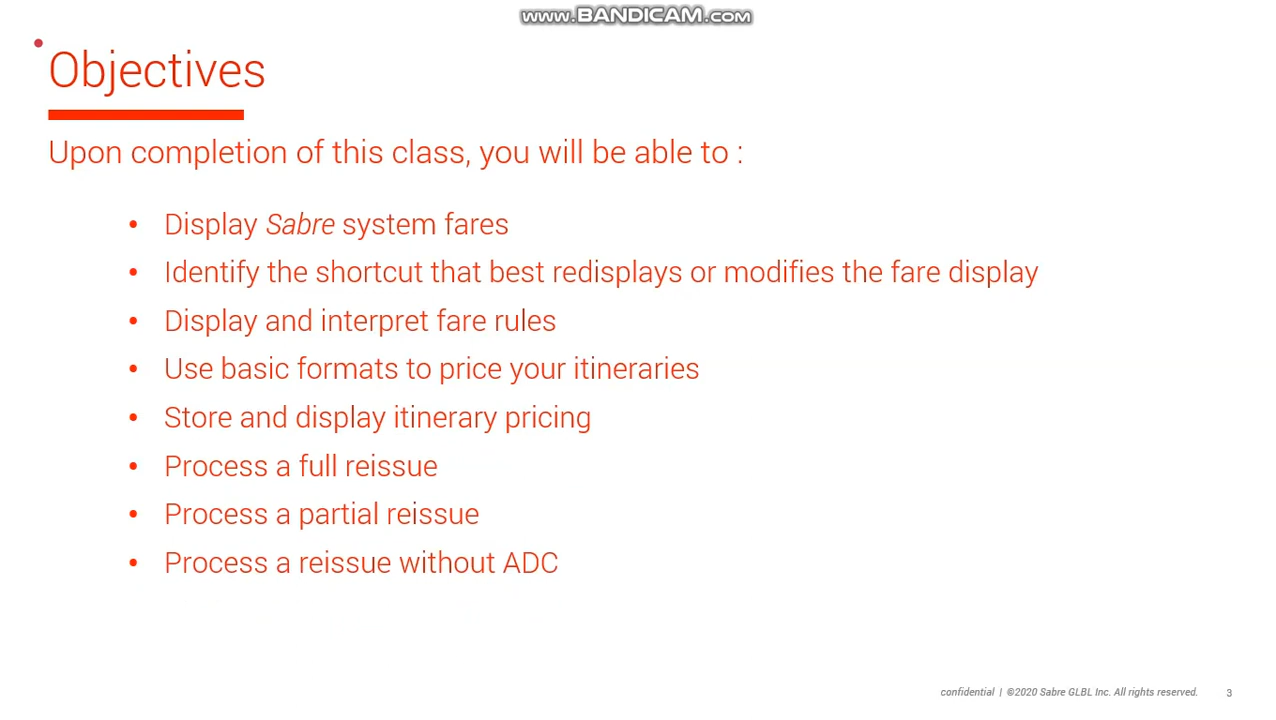 www.BANDICAM.com
Objectives
Upon completion of this class, you will be able to :
• Display Sabre system fares
• Identify the shortcut that best redisplays or modifies the fare display
• Display and interpret fare rules
• Use basic formats to price your itineraries
• Store and display itinerary pricing
• Process a full reissue
• Process a partial reissue
• Process a reissue without ADC
confidential | ©2020 Sabre GLBL Inc. All rights reserved. 3